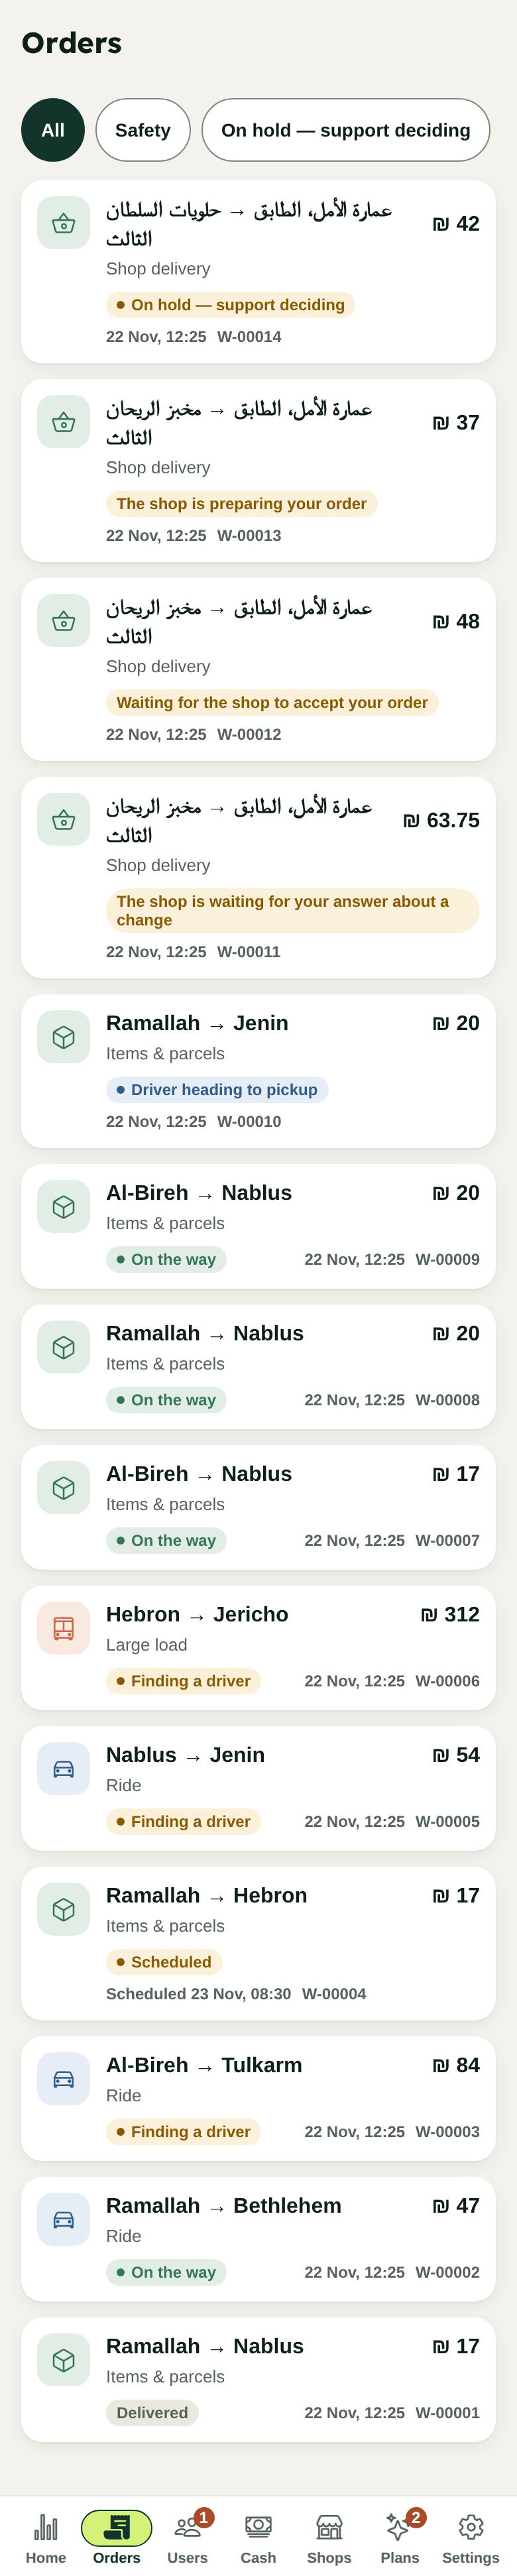 Orders
All
Safety
On hold — support deciding
حلويات السلطان → عمارة الأمل، الطابق
الثالث
₪ 42
Shop delivery
On hold — support deciding
22 Nov, 12:25 W-00014
مخبز الريحان → عمارة الأمل، الطابق
الثالث
₪ 37
Shop delivery
The shop is preparing your order
22 Nov, 12:25 W-00013
مخبز الريحان → عمارة الأمل، الطابق
الثالث
₪ 48
Shop delivery
Waiting for the shop to accept your order
22 Nov, 12:25 W-00012
مخبز الريحان → عمارة الأمل، الطابق
الثالث
₪ 63.75
Shop delivery
The shop is waiting for your answer about a
change
22 Nov, 12:25 W-00011
Ramallah → Jenin
₪ 20
Items & parcels
Driver heading to pickup
22 Nov, 12:25 W-00010
Al-Bireh → Nablus
₪ 20
Items & parcels
On the way
22 Nov, 12:25 W-00009
Ramallah → Nablus
₪ 20
Items & parcels
On the way
22 Nov, 12:25 W-00008
Al-Bireh → Nablus
₪ 17
Items & parcels
On the way
22 Nov, 12:25 W-00007
Hebron → Jericho
₪ 312
Large load
Finding a driver
22 Nov, 12:25 W-00006
Nablus → Jenin
₪ 54
Ride
Finding a driver
22 Nov, 12:25 W-00005
Ramallah → Hebron
₪ 17
Items & parcels
Scheduled
Scheduled 23 Nov, 08:30 W-00004
Al-Bireh → Tulkarm
₪ 84
Ride
Finding a driver
22 Nov, 12:25 W-00003
Ramallah → Bethlehem
₪ 47
Ride
On the way
22 Nov, 12:25 W-00002
Ramallah → Nablus
₪ 17
Items & parcels
Delivered
22 Nov, 12:25 W-00001
1
2
Home
Orders
Users
Cash
Shops
Plans
Settings